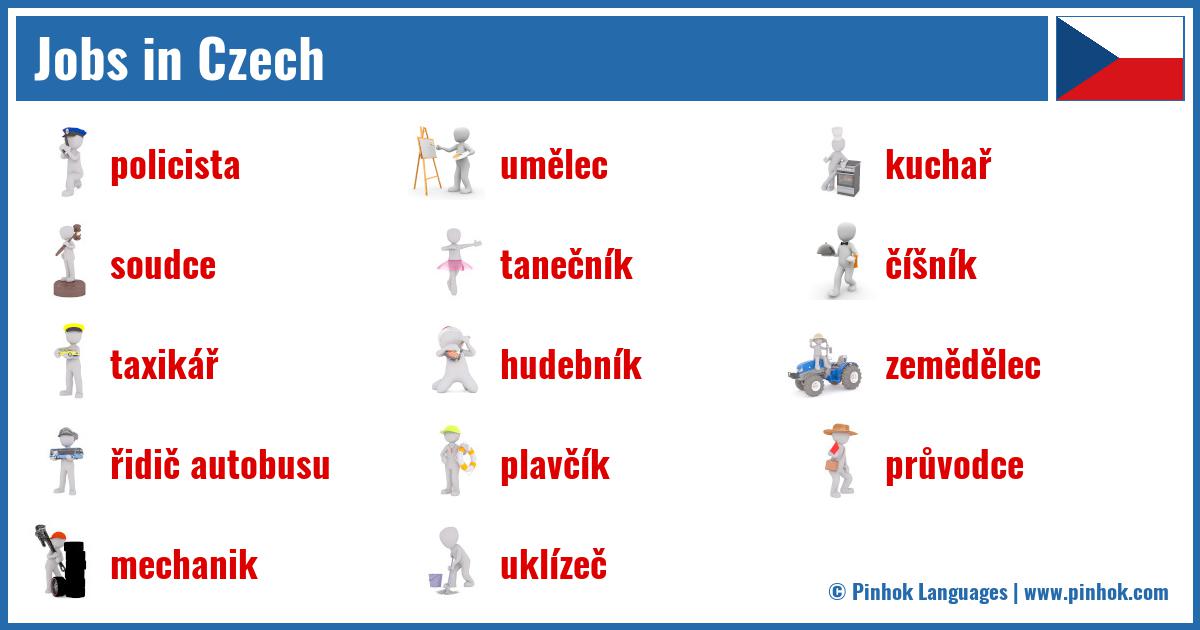 Jobs in Czech
policista
soudce
taxikář
řidič autobusu
mechanik
umělec
tanečník
hudebník
plavčík
uklízeč
kuchař
číšník
zemědělec
průvodce
© Pinhok Languages | www.pinhok.com